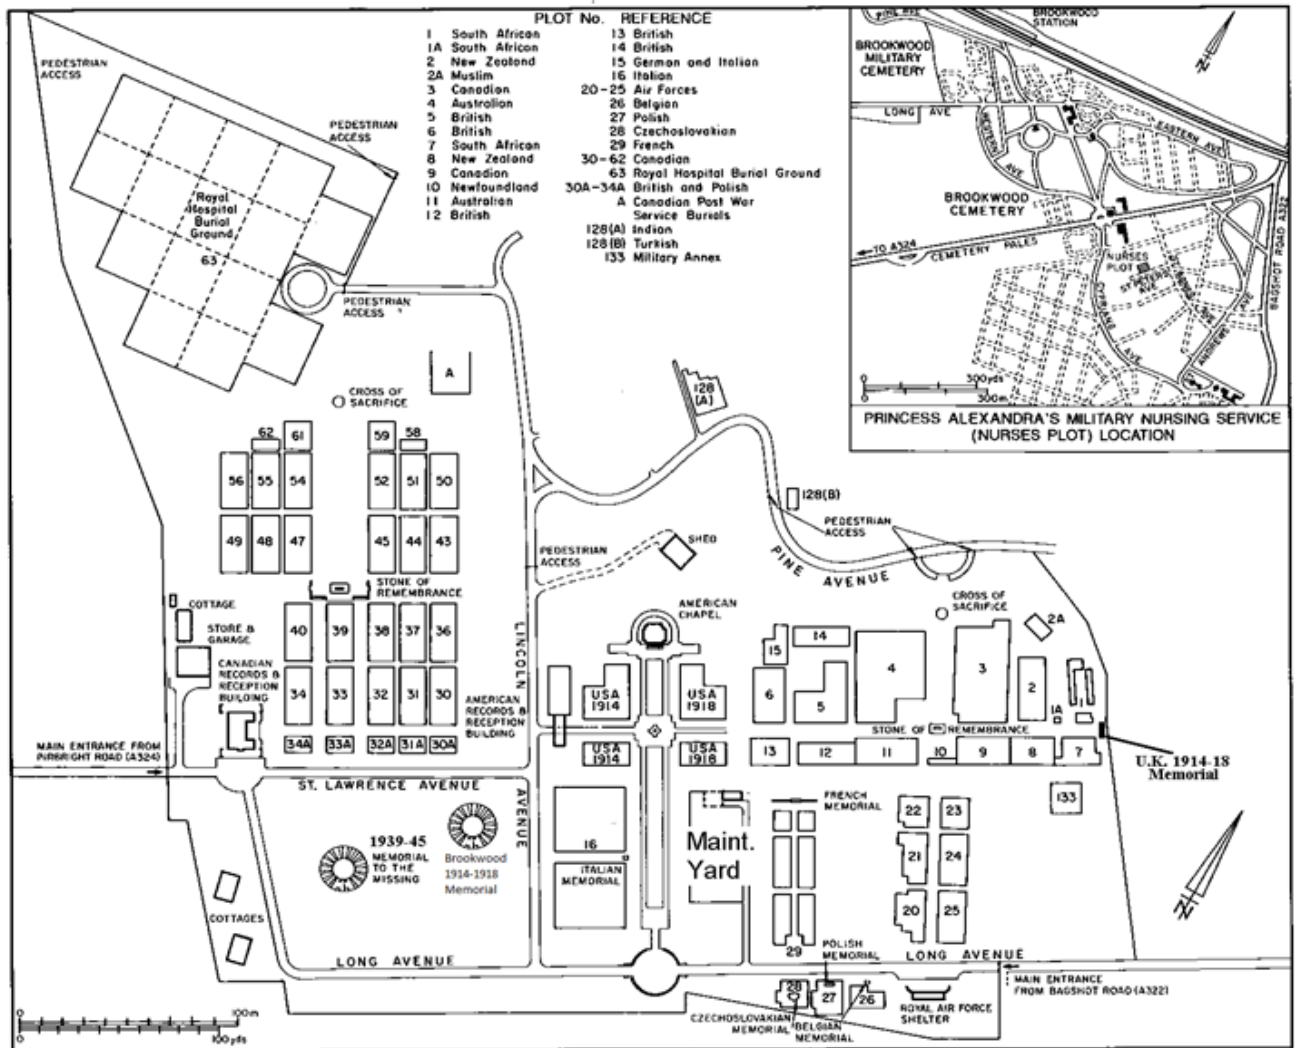 PLOT No. REFERENCE
1 South African
1A South African
2 New Zealand
2A Muslim
3 Canadian
4 Australian
5 British
6 British
7 South African
8 New Zealand
9 Canadian
10 Newfoundland
11 Australian
12 British
13 British
14 British
15 German and Italian
16 Italian
20-25 Air Forces
26 Belgian
27 Polish
28 Czechoslovakian
29 French
30-62 Canadian
63 Royal Hospital Burial Ground
30A-34A British and Polish
A Canadian Post War
Service Burials
128(A) Indian
128(B) Turkish
133 Military Annex
PINE AVE
BROOKWOOD
STATION
BROOKWOOD
MILITARY
CEMETERY
N
LONG AVE
WESTERN
AVE
EASTERN AVE
BROOKWOOD
CEMETERY
TO A324
CEMETERY PALES
NURSES
PLOT
AVE
CYPRIANS
AVE
ANDREWS AVE
BAGSHOT ROAD A322
0 300yds
0 300m
PRINCESS ALEXANDRA'S MILITARY NURSING SERVICE
(NURSES PLOT) LOCATION
PEDESTRIAN
ACCESS
PEDESTRIAN
ACCESS
Royal
Hospital
Burial
Ground
63
PEDESTRIAN
ACCESS
A
CROSS OF
SACRIFICE
128
(A)
62 61 59 58
56 55 54 52 51 50
128(B)
49 48 47 45 44 43
PEDESTRIAN
ACCESS
PEDESTRIAN
ACCESS
SHED
PINE AVENUE
STONE OF
REMEMBRANCE
COTTAGE
STORE &
GARAGE
CANADIAN
RECORDS &
RECEPTION
BUILDING
40 39 38 37 36
34 33 32 31 30
34A 33A 32A 31A 30A
LINCOLN
AVENUE
AMERICAN
CHAPEL
AMERICAN
RECORDS &
RECEPTION
BUILDING
USA
1914
USA
1918
USA
1914
USA
1918
CROSS OF
SACRIFICE
2A
15 14
6 5 4 3 2 1
1A
STONE OF REMEMBRANCE
13 12 11 10 9 8 7
U.K. 1914-18
Memorial
MAIN ENTRANCE FROM
PIRBRIGHT ROAD (A324)
ST. LAWRENCE AVENUE
1939-45
MEMORIAL
TO THE
MISSING
Brookwood
1914-1918
Memorial
16
ITALIAN
MEMORIAL
Maint.
Yard
FRENCH
MEMORIAL
133
22 23
21 24
20 25
29
COTTAGES
LONG AVENUE
POLISH
MEMORIAL
LONG AVENUE
MAIN ENTRANCE
FROM BAGSHOT ROAD (A322)
28 27 26
CZECHOSLOVAKIAN
MEMORIAL
BELGIAN
MEMORIAL
ROYAL AIR FORCE
SHELTER
N
0 100m
0 100yds